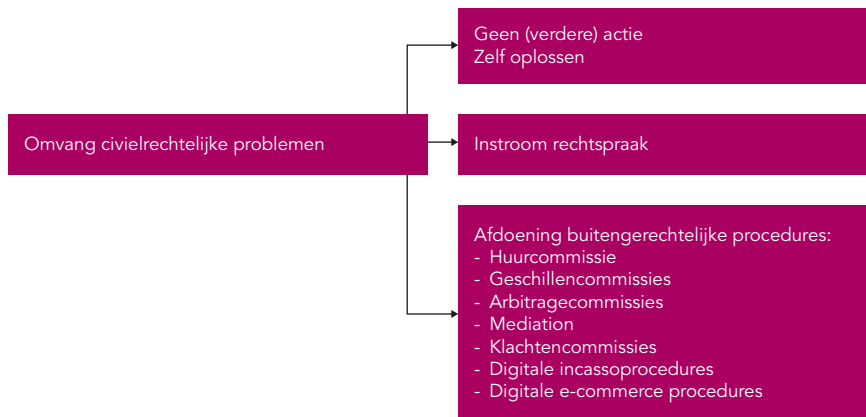 Geen (verdere) actie
Zelf oplossen
Omvang civielrechtelijke problemen
Instroom rechtspraak
Afdoening buitengerechtelijke procedures:
- Huurcommissie
- Geschillencommissies
- Arbitragecommissies
- Mediation
- Klachtencommissies
- Digitale incassoprocedures
- Digitale e-commerce procedures